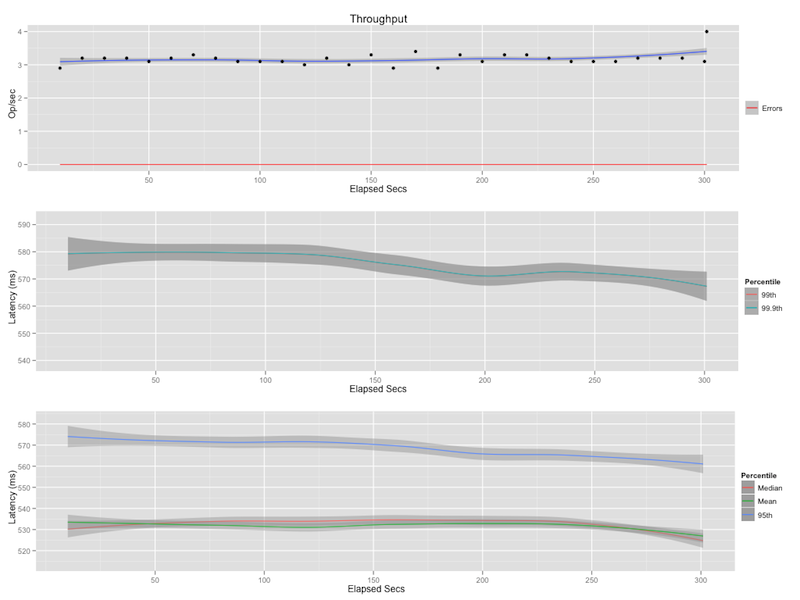 Throughput
4
3
2
1
0
Op/sec
50 100 150 200 250 300
Elapsed Secs
Errors
590
580
570
560
550
540
Latency (ms)
50 100 150 200 250 300
Elapsed Secs
Percentile
99th
99.9th
580
570
560
550
540
530
520
Latency (ms)
50 100 150 200 250 300
Elapsed Secs
Percentile
Median
Mean
95th